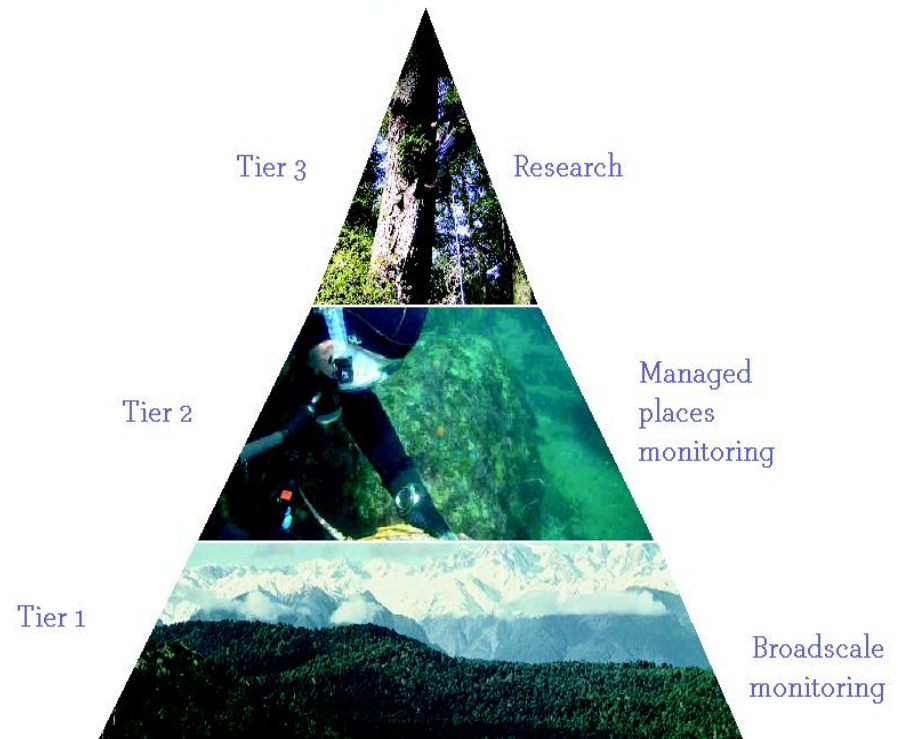 Tier 3
Research
Tier 2
Managed
places
monitoring
Tier 1
Broadscale
monitoring